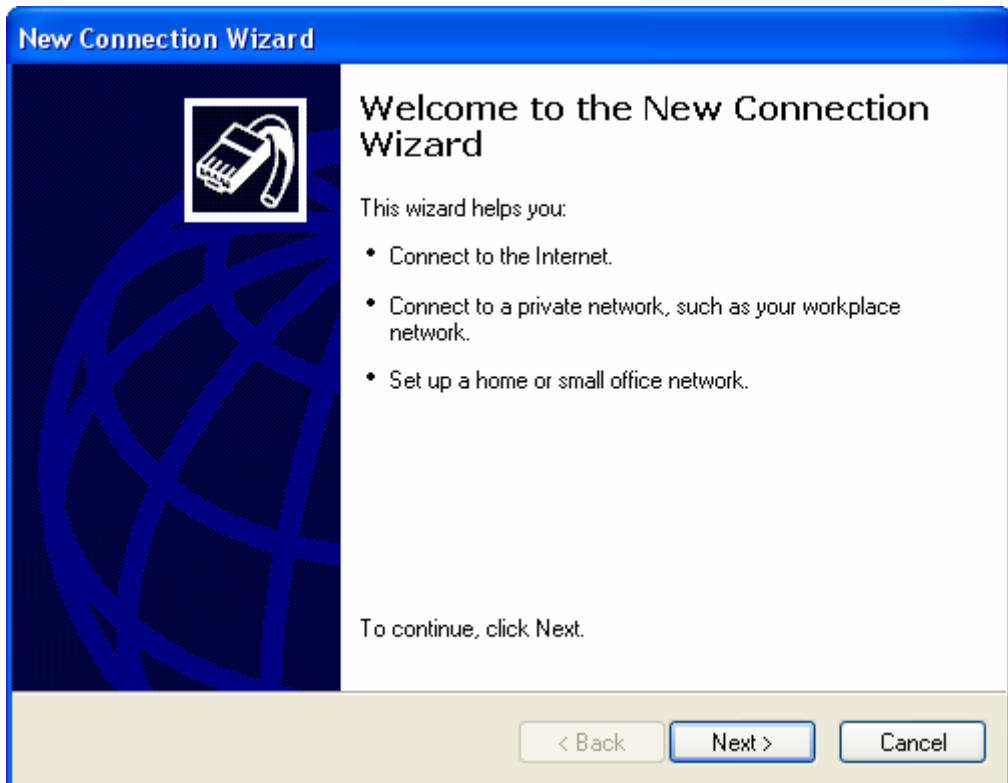 New Connection Wizard
Welcome to the New Connection
Wizard
This wizard helps you:
• Connect to the Internet.
• Connect to a private network, such as your workplace
network.
• Set up a home or small office network.
To continue, click Next.
< Back Next > Cancel